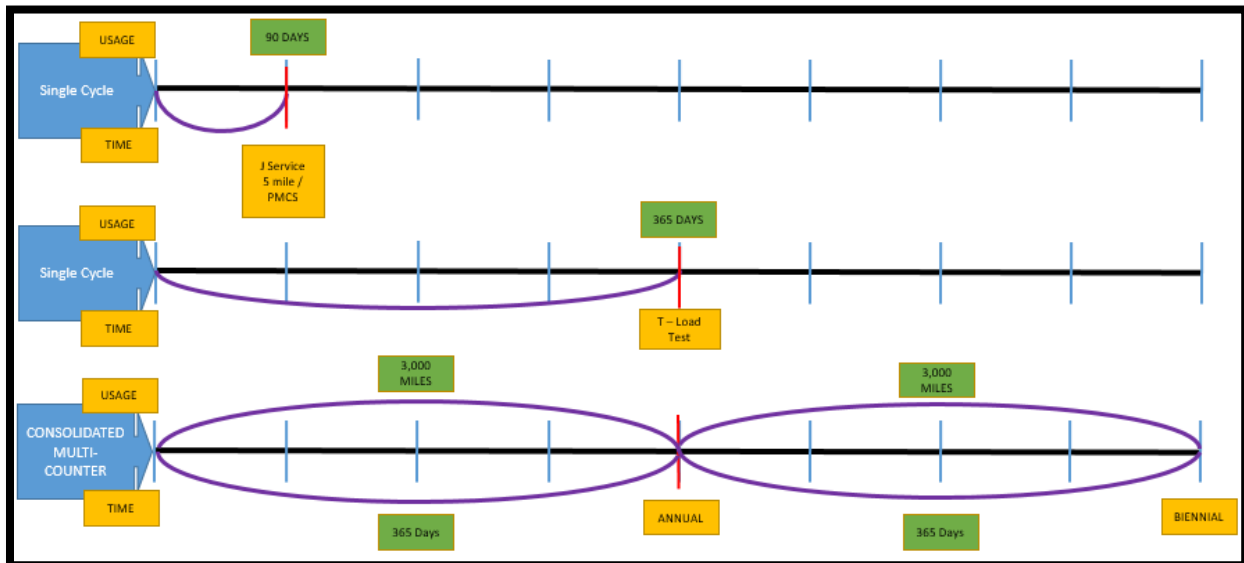 USAGE
90 DAYS
Single Cycle
TIME
J Service
5 mile /
PMCS
USAGE
365 DAYS
Single Cycle
TIME
T – Load
Test
3,000
MILES
3,000
MILES
USAGE
CONSOLIDATED
MULTI-
COUNTER
TIME
ANNUAL
BIENNIAL
365 Days
365 Days